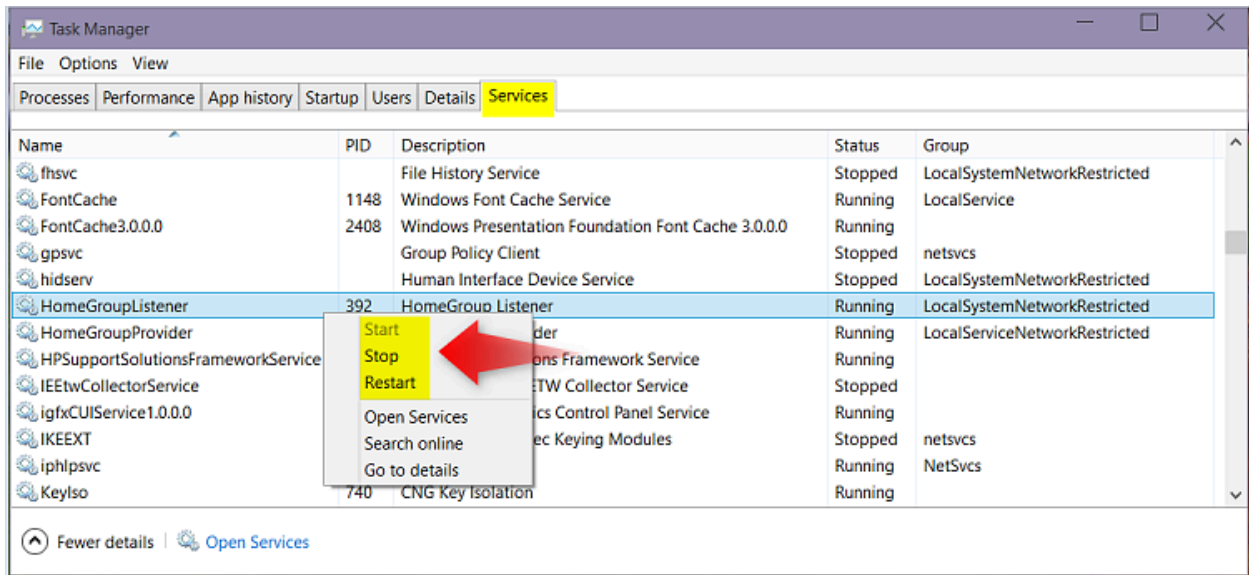 Task Manager
File Options View
Processes Performance App history Startup Users Details Services
Name PID Description Status Group
fhsvc File History Service Stopped LocalSystemNetworkRestricted
FontCache 1148 Windows Font Cache Service Running LocalService
FontCache3.0.0.0 2408 Windows Presentation Foundation Font Cache 3.0.0.0 Running
gpsvc Group Policy Client Stopped netsvcs
hidserv Human Interface Device Service Stopped LocalSystemNetworkRestricted
HomeGroupListener 392 HomeGroup Listener Running LocalSystemNetworkRestricted
HomeGroupProvider Start der Running LocalServiceNetworkRestricted
HPSupportSolutionsFrameworkService Stop ons Framework Service Running
IEEtwCollectorService Restart ETW Collector Service Stopped
igfxCUIService1.0.0.0 Open Services ics Control Panel Service Running
IKEEXT Search online ec Keying Modules Stopped netsvcs
iphlpsvc Go to details Running NetSvcs
KeyIso 740 CNG Key Isolation Running
Fewer details Open Services